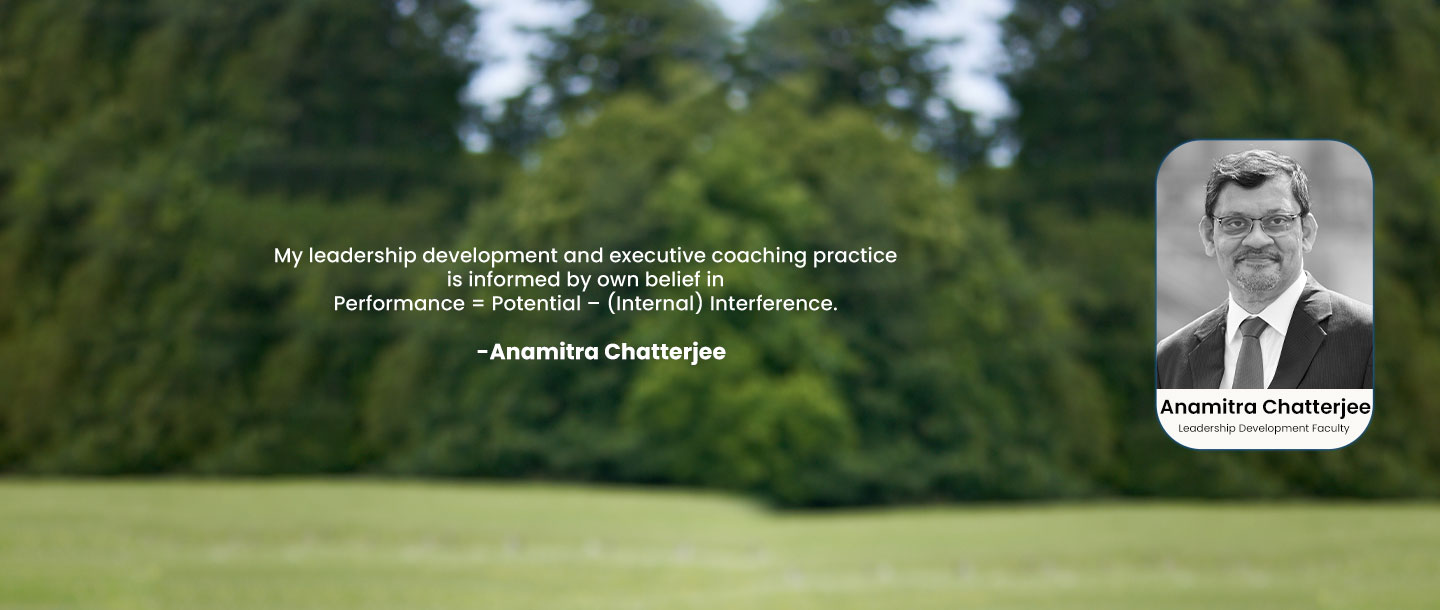 My leadership development and executive coaching practice
is informed by own belief in
Performance = Potential – (Internal) Interference.
-Anamitra Chatterjee
Anamitra Chatterjee
Leadership Development Faculty